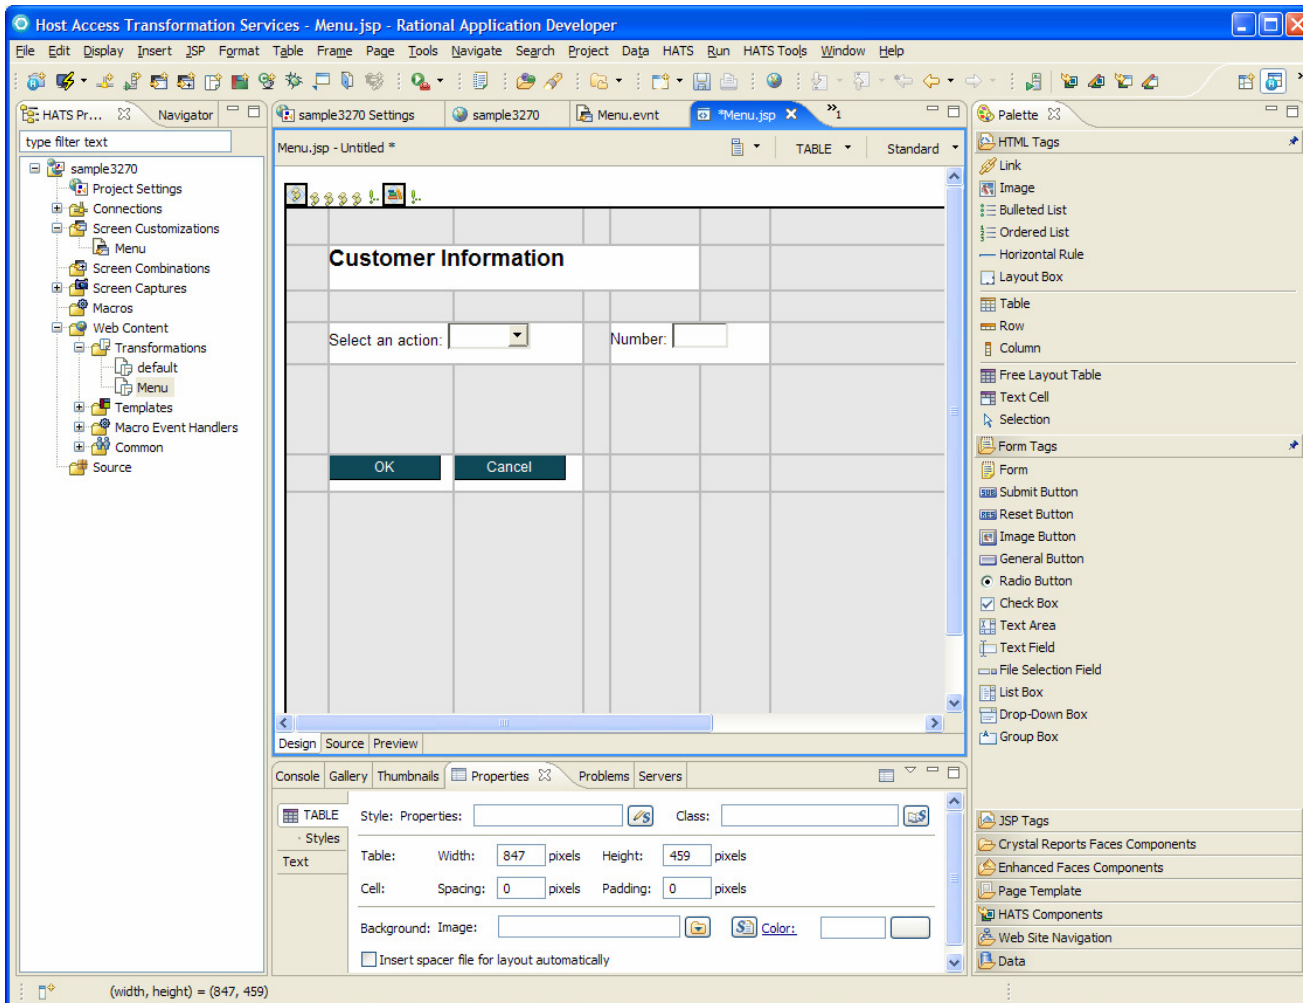 Host Access Transformation Services - Menu.jsp - Rational Application Developer
File Edit Display Insert JSP Format Table Frame Page Tools Navigate Search Project Data HATS Run HATS Tools Window Help
HATS Pr... Navigator
type filter text
sample3270
Project Settings
Connections
Screen Customizations
Menu
Screen Combinations
Screen Captures
Macros
Web Content
Transformations
default
Menu
Templates
Macro Event Handlers
Common
Source
sample3270 Settings sample3270 Menu.evnt *Menu.jsp »1
Menu.jsp - Untitled * TABLE Standard
Customer Information
Select an action: Number:
OK Cancel
Design Source Preview
Console Gallery Thumbnails Properties Problems Servers
TABLE
· Styles
Text
Style: Properties: Class:
Table: Width: 847 pixels Height: 459 pixels
Cell: Spacing: 0 pixels Padding: 0 pixels
Background: Image: Color:
Insert spacer file for layout automatically
Palette
HTML Tags
Link
Image
Bulleted List
Ordered List
Horizontal Rule
Layout Box
Table
Row
Column
Free Layout Table
Text Cell
Selection
Form Tags
Form
Submit Button
Reset Button
Image Button
General Button
Radio Button
Check Box
Text Area
Text Field
File Selection Field
List Box
Drop-Down Box
Group Box
JSP Tags
Crystal Reports Faces Components
Enhanced Faces Components
Page Template
HATS Components
Web Site Navigation
Data
(width, height) = (847, 459)